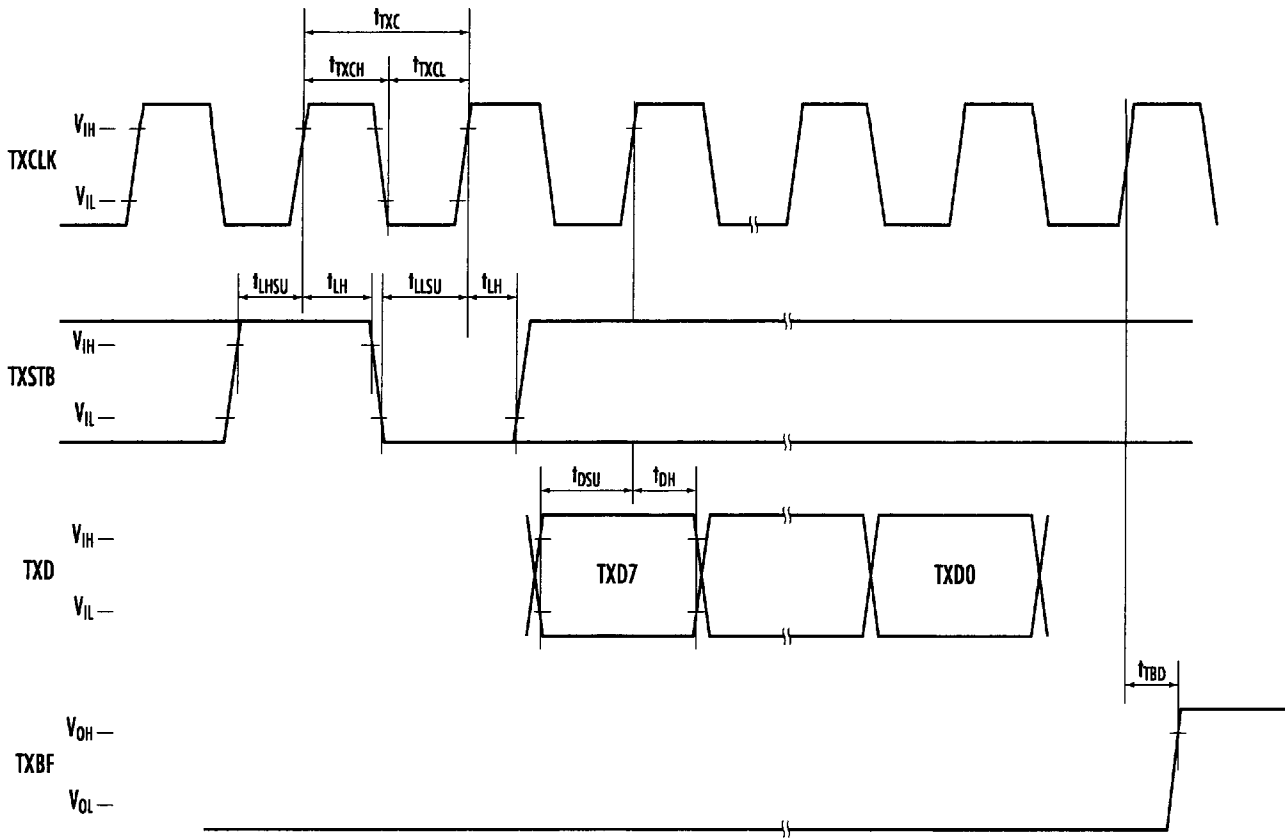 tTXC
tTXCH tTXCL
VIH
TXCLK
VIL
tLHSU tLH tLLSU tLH
VIH
TXSTB
VIL
tDSU tDH
VIH
TXD TXD7 TXD0
VIL
tTBD
VOH
TXBF
VOL